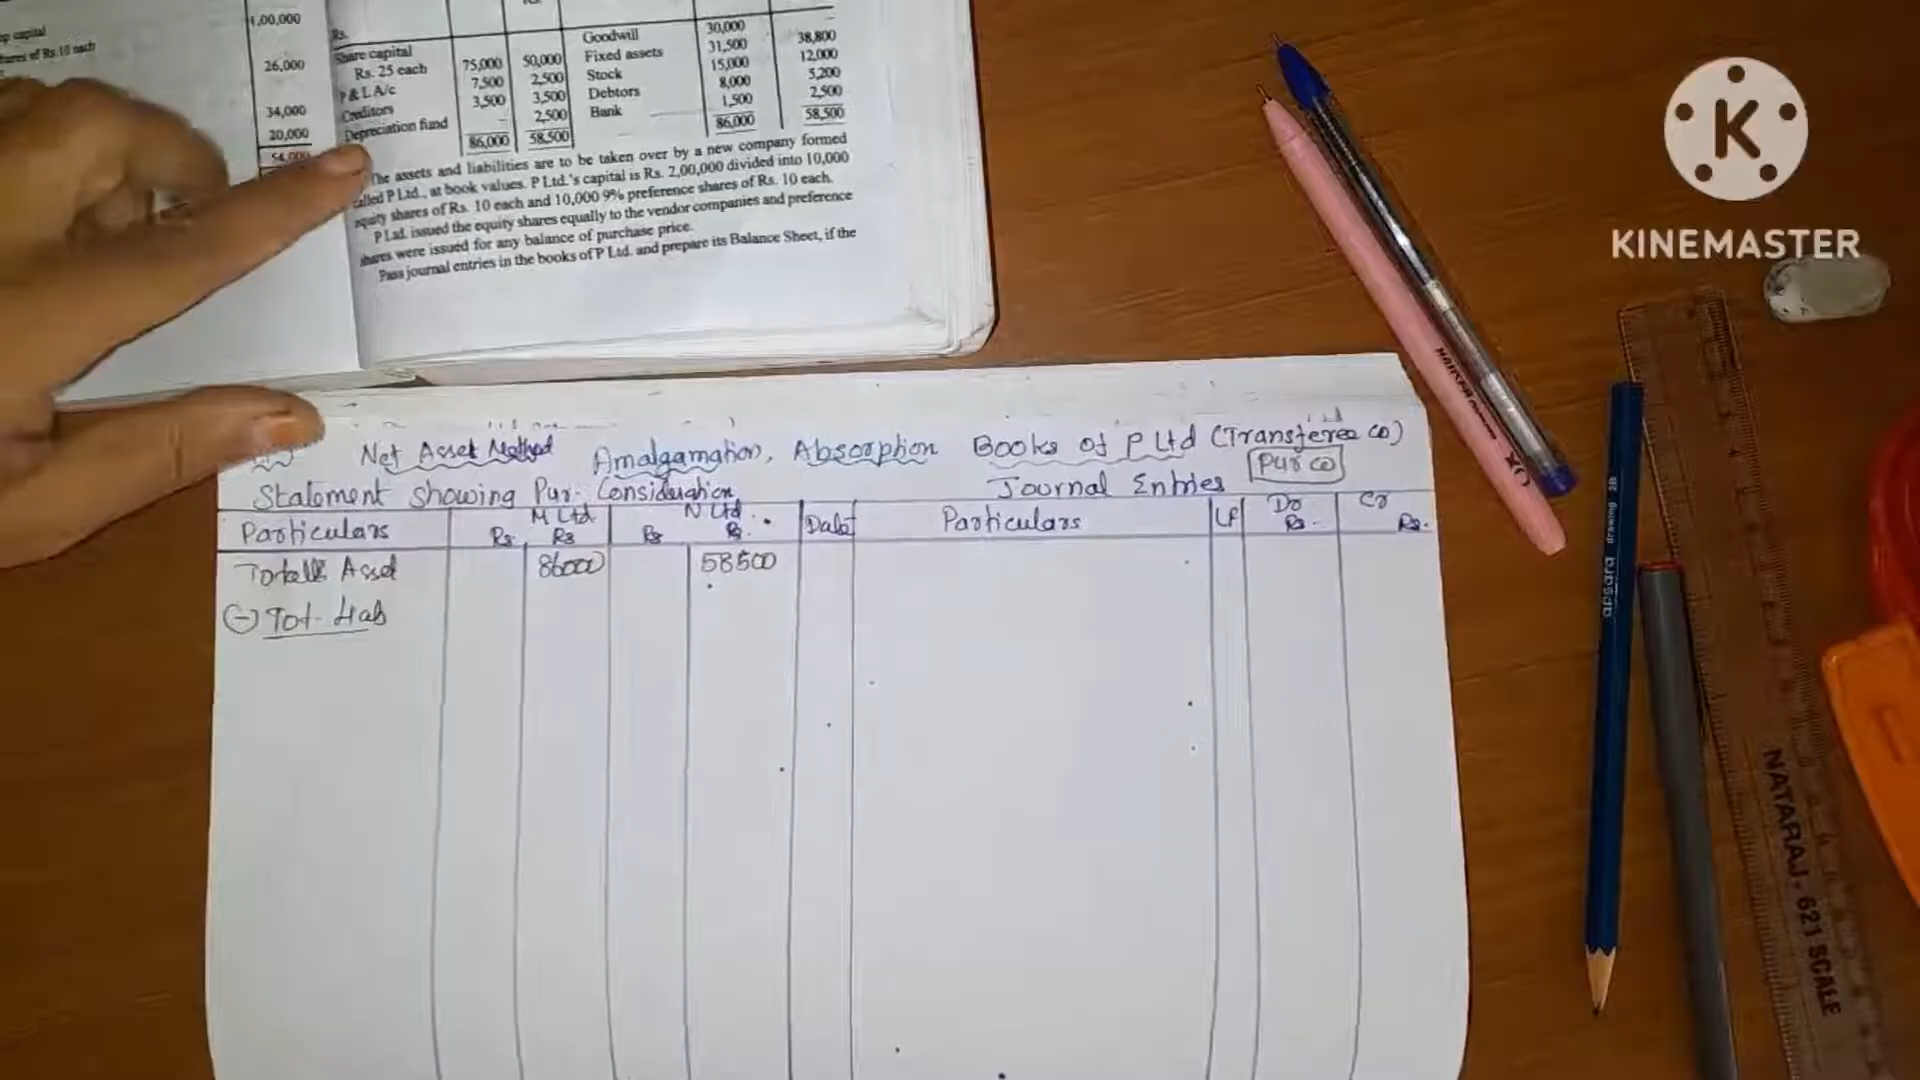 1,00,000
26,000
34,000
20,000
54,000
Rs.
Share capital
Rs. 25 each 75,000 50,000
P & L A/c 7,500 2,500
Creditors 3,500 3,500
Depreciation fund - 2,500
86,000 58,500
Goodwill 30,000
Fixed assets 31,500 38,800
Stock 15,000 12,000
Debtors 8,000 5,200
Bank 1,500 2,500
86,000 58,500
The assets and liabilities are to be taken over by a new company formed
called P Ltd., at book values. P Ltd.'s capital is Rs. 2,00,000 divided into 10,000
equity shares of Rs. 10 each and 10,000 9% preference shares of Rs. 10 each.
P Ltd. issued the equity shares equally to the vendor companies and preference
shares were issued for any balance of purchase price.
Pass journal entries in the books of P Ltd. and prepare its Balance Sheet, if the
K
KINEMASTER
Net Asset Method Amalgamation, Absorption Books of P Ltd (Transferee Co)
Pur Co
Statement Showing Pur. Consideration Journal Entries
Particulars Rs. M Ltd Rs Rs N Ltd Rs. Date Particulars LF Dr Rs. Cr Rs.
Asset 86000 58500
(-) Tot. Liab
apsara drawing 2B
NATARAJ - 621 SCALE